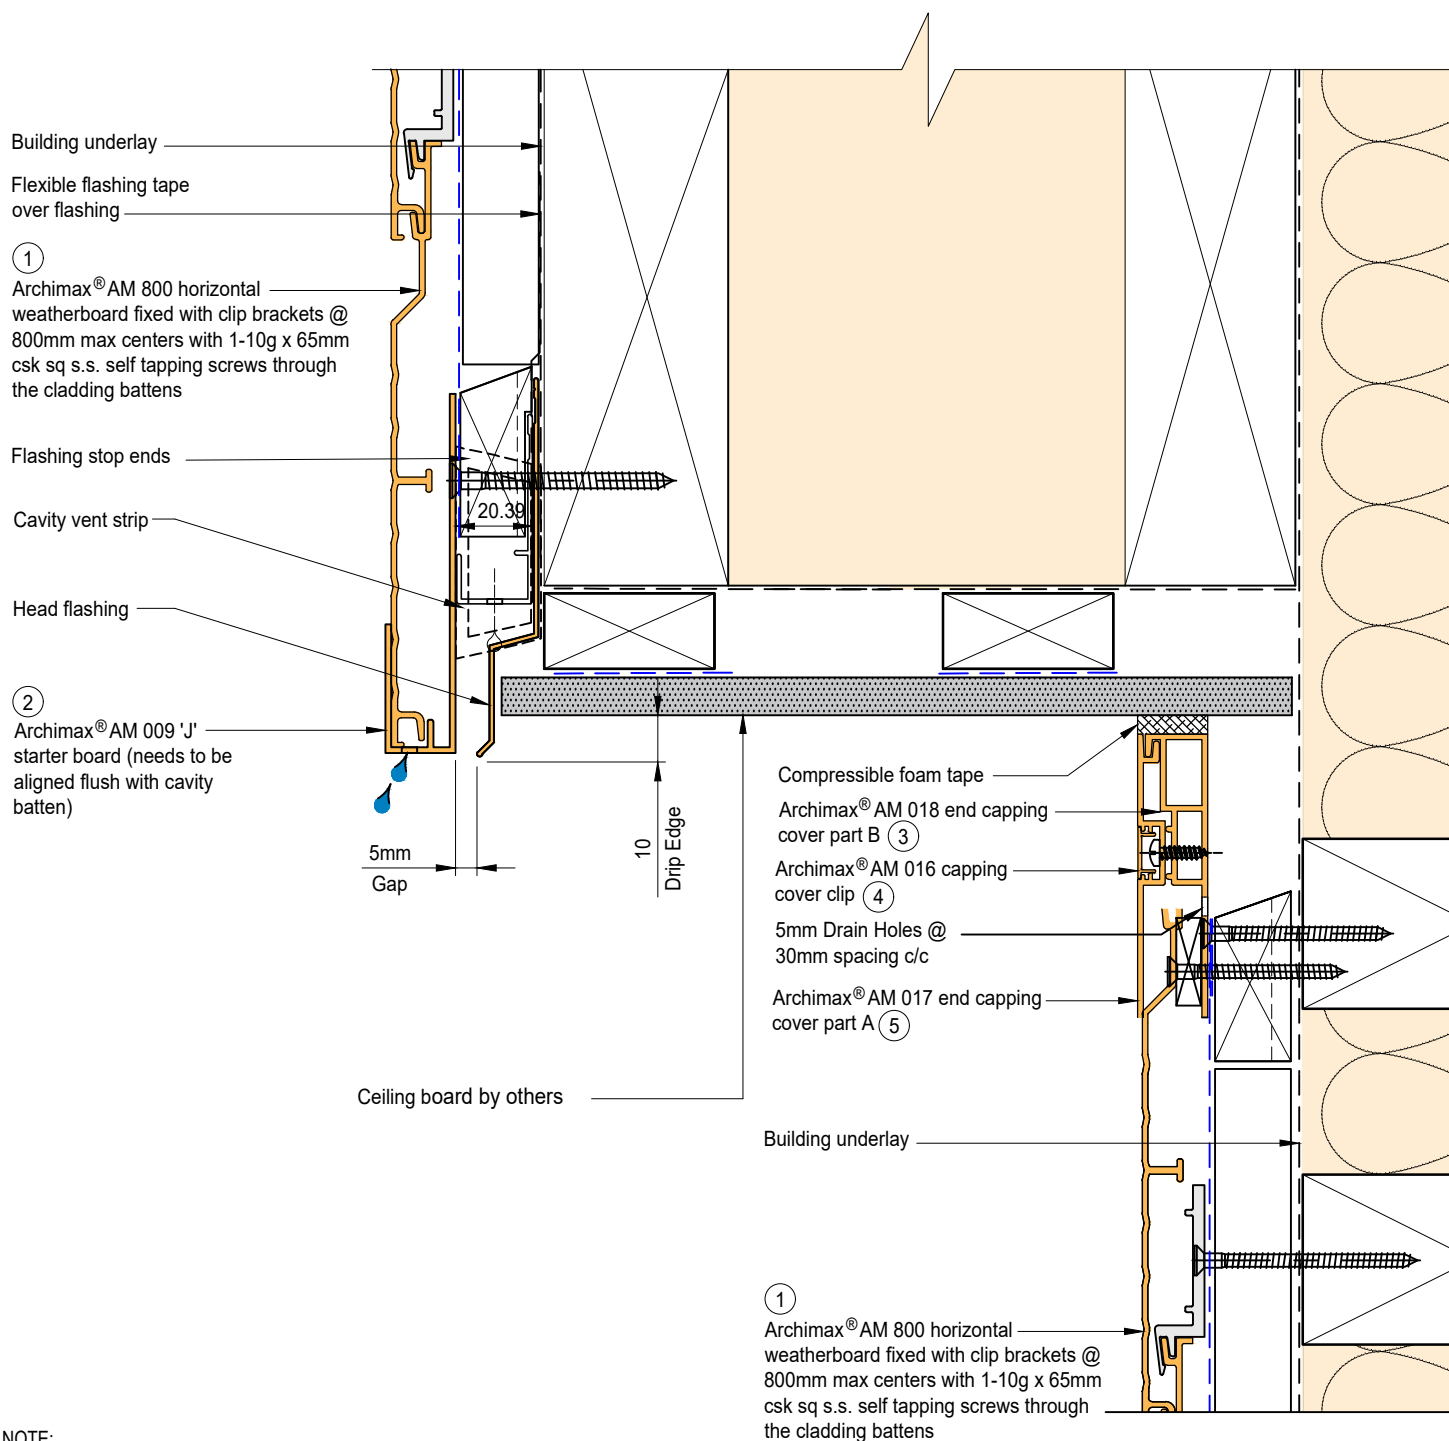 Building underlay
Flexible flashing tape
over flashing
1
Archimax® AM 800 horizontal
weatherboard fixed with clip brackets @
800mm max centers with 1-10g x 65mm
csk sq s.s. self tapping screws through
the cladding battens
Flashing stop ends
20.39
Cavity vent strip
Head flashing
2
Archimax® AM 009 'J'
starter board (needs to be
aligned flush with cavity
batten)
5mm
Gap
10
Drip Edge
Compressible foam tape
Archimax® AM 018 end capping
cover part B 3
Archimax® AM 016 capping
cover clip 4
5mm Drain Holes @
30mm spacing c/c
Archimax® AM 017 end capping
cover part A 5
Ceiling board by others
Building underlay
1
Archimax® AM 800 horizontal
weatherboard fixed with clip brackets @
800mm max centers with 1-10g x 65mm
csk sq s.s. self tapping screws through
the cladding battens
NOTE: